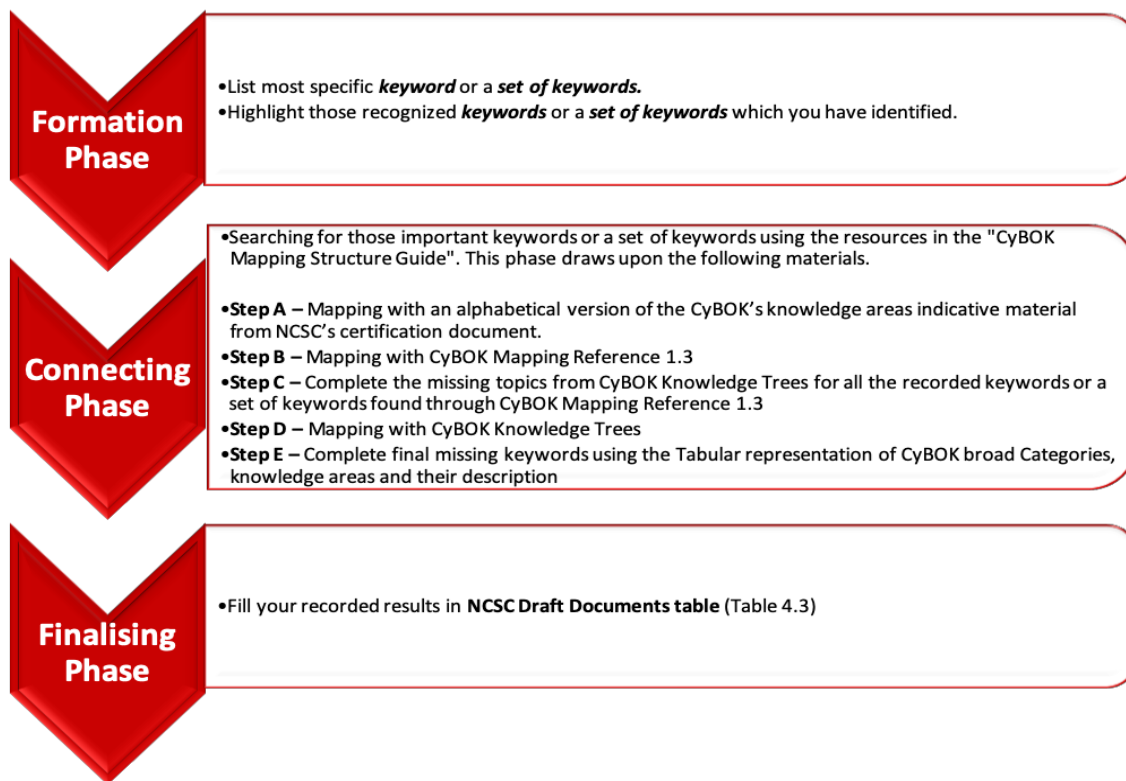 Formation
Phase
•List most specific keyword or a set of keywords.
•Highlight those recognized keywords or a set of keywords which you have identified.
Connecting
Phase
•Searching for those important keywords or a set of keywords using the resources in the "CyBOK
Mapping Structure Guide". This phase draws upon the following materials.
•Step A – Mapping with an alphabetical version of the CyBOK’s knowledge areas indicative material
from NCSC’s certification document.
•Step B – Mapping with CyBOK Mapping Reference 1.3
•Step C – Complete the missing topics from CyBOK Knowledge Trees for all the recorded keywords or a
set of keywords found through CyBOK Mapping Reference 1.3
•Step D – Mapping with CyBOK Knowledge Trees
•Step E – Complete final missing keywords using the Tabular representation of CyBOK broad Categories,
knowledge areas and their description
Finalising
Phase
•Fill your recorded results in NCSC Draft Documents table (Table 4.3)